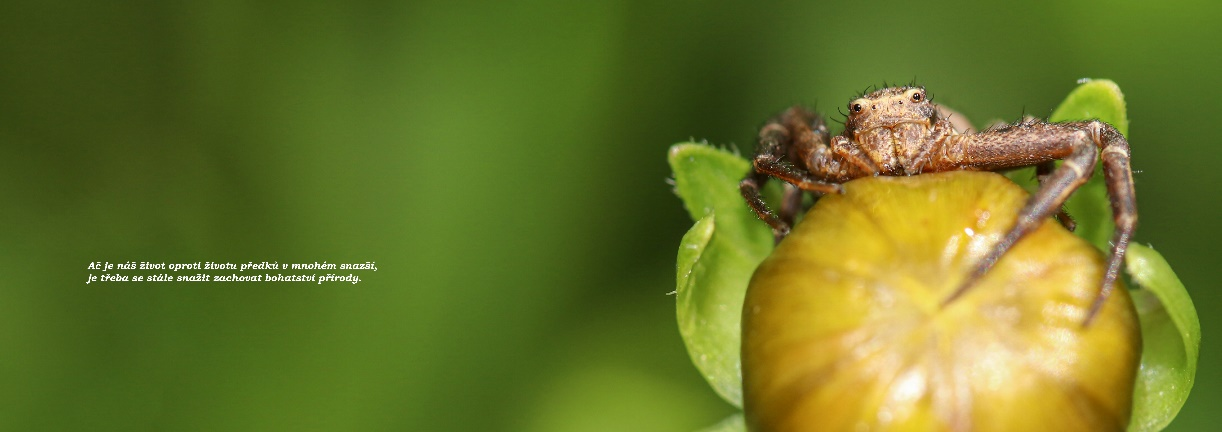 Ač je náš život oproti životu předků v mnohém snazší,
je třeba se stále snažit zachovat bohatství přírody.